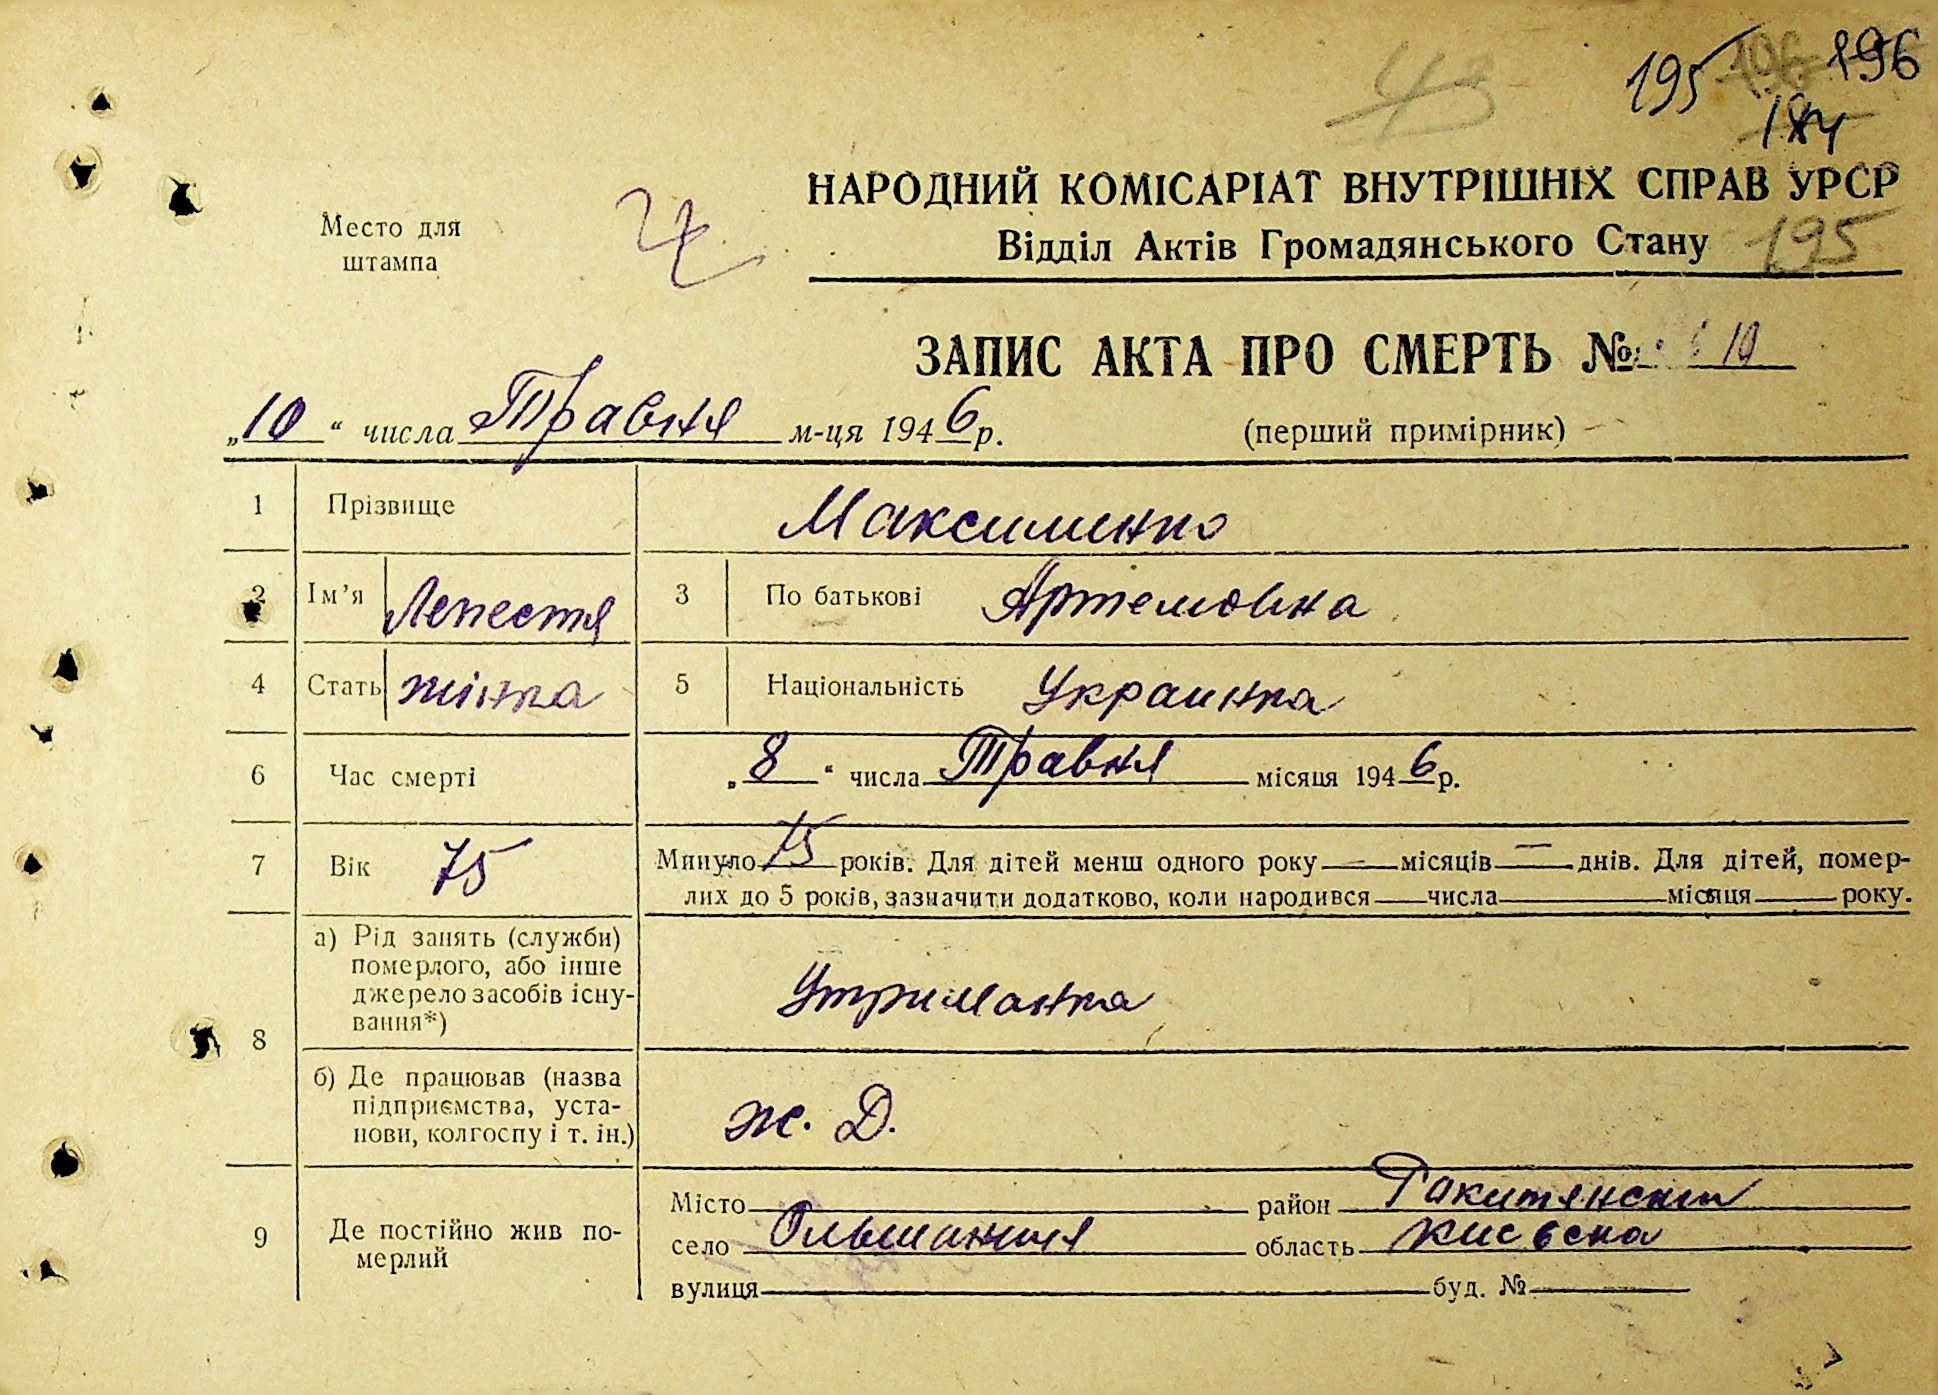 43
195 196 196
184
НАРОДНИЙ КОМІСАРІАТ ВНУТРІШНІХ СПРАВ УРСР
Место для штампа
Відділ Актів Громадянського Стану 195
ЗАПИС АКТА ПРО СМЕРТЬ № 10
„10“ числа Травня м-ця 1946 р. (перший примірник)
1 Прізвище Максименко
2 Ім’я 3 По батькові Артемовна
4 Стать жінка 5 Національність Украинка
6 Час смерті „8“ числа Травня місяця 1946 р.
7 Вік 75 Минуло 75 років. Для дітей менш одного року — місяців — днів. Для дітей, помер-
лих до 5 років, зазначити додатково, коли народився числа місяця року.
8
а) Рід занять (служби)
померлого, або інше
джерело засобів існу-
вання*)
Утриманка
б) Де працював (назва
підприємства, уста-
нови, колгоспу і т. ін.)
ж. Д.
9 Де постійно жив по-
мерлий
Місто район Ракитянский
село Ольшаниця область Киевска
вулиця буд. №